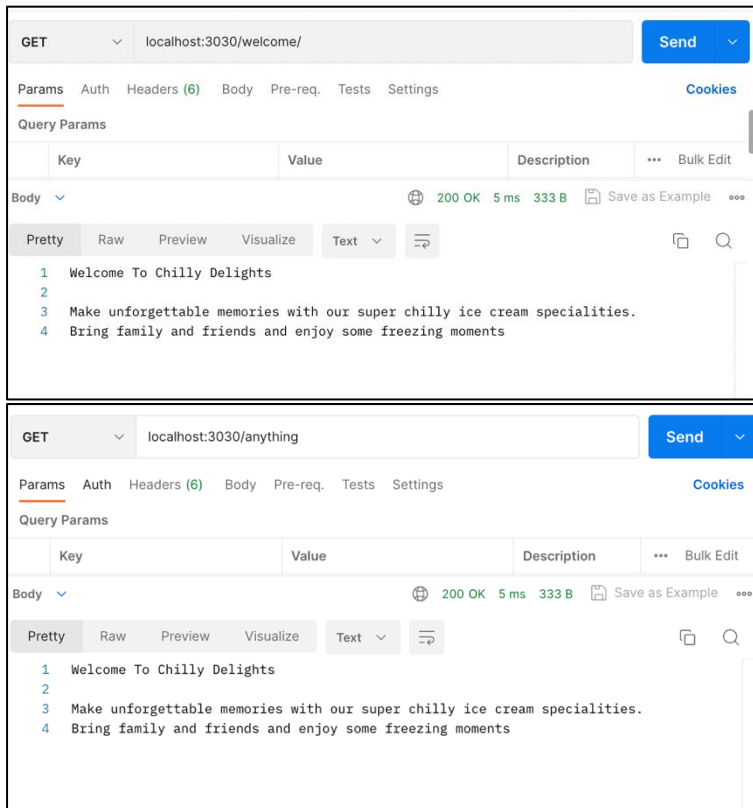 GET localhost:3030/welcome/ Send
Params Auth Headers (6) Body Pre-req. Tests Settings Cookies
Query Params
Key Value Description ••• Bulk Edit
Body 200 OK 5 ms 333 B Save as Example
Pretty Raw Preview Visualize Text
1 Welcome To Chilly Delights
2
3 Make unforgettable memories with our super chilly ice cream specialities.
4 Bring family and friends and enjoy some freezing moments
GET localhost:3030/anything Send
Params Auth Headers (6) Body Pre-req. Tests Settings Cookies
Query Params
Key Value Description ••• Bulk Edit
Body 200 OK 5 ms 333 B Save as Example
Pretty Raw Preview Visualize Text
1 Welcome To Chilly Delights
2
3 Make unforgettable memories with our super chilly ice cream specialities.
4 Bring family and friends and enjoy some freezing moments